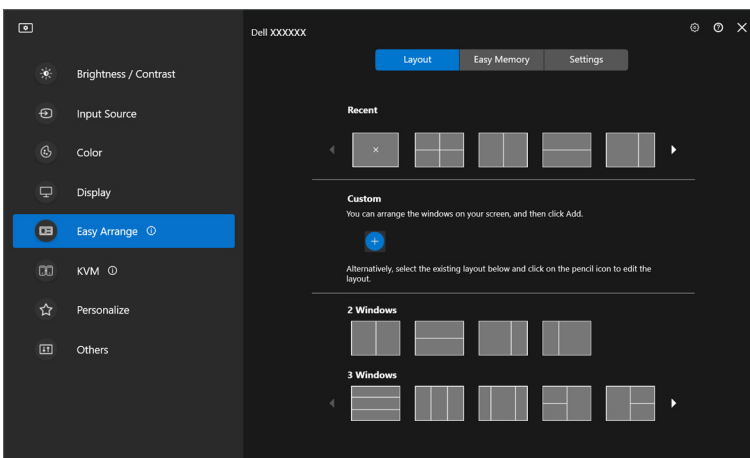 Dell XXXXXX
Brightness / Contrast
Input Source
Color
Display
Easy Arrange
KVM
Personalize
Others
Layout
Easy Memory
Settings
Recent
Custom
You can arrange the windows on your screen, and then click Add.
Alternatively, select the existing layout below and click on the pencil icon to edit the
layout.
2 Windows
3 Windows